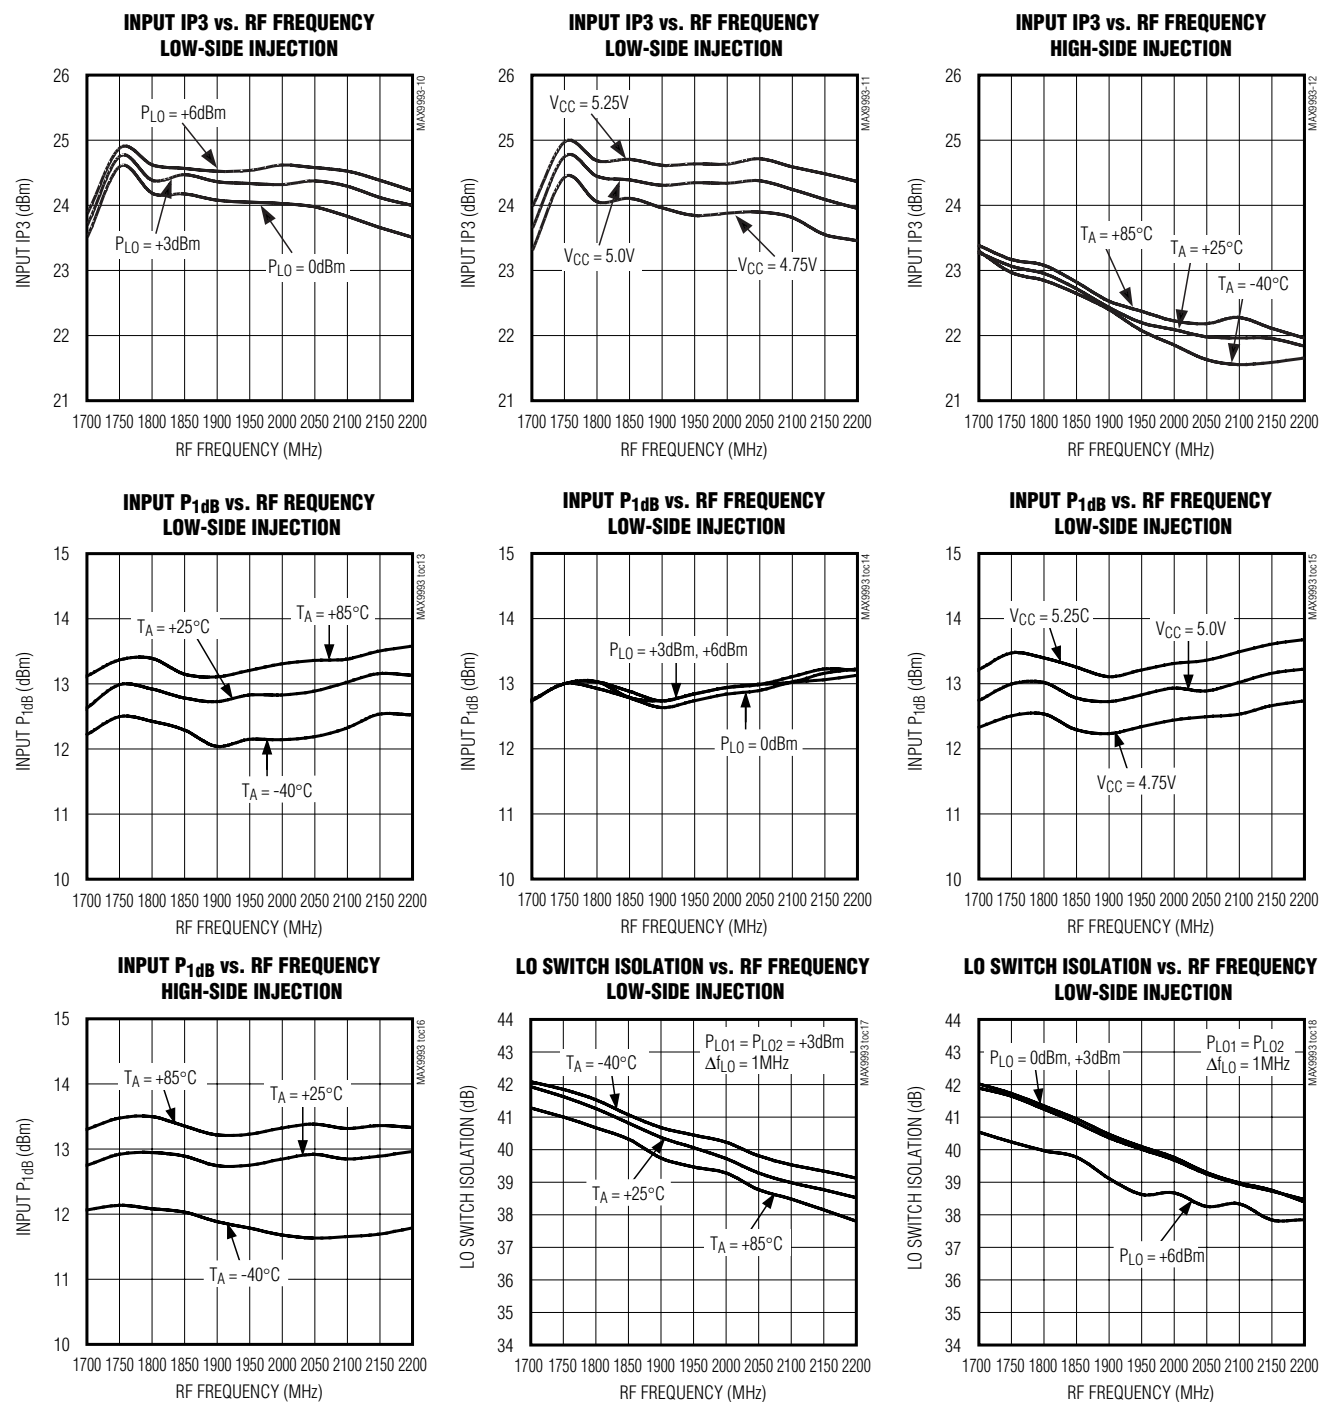 INPUT IP3 vs. RF FREQUENCY
LOW-SIDE INJECTION
MAX9993-10
26
25
24
23
22
21
INPUT IP3 (dBm)
PLO = +6dBm
PLO = +3dBm
PLO = 0dBm
1700 1750 1800 1850 1900 1950 2000 2050 2100 2150 2200
RF FREQUENCY (MHz)
INPUT IP3 vs. RF FREQUENCY
LOW-SIDE INJECTION
MAX9993-11
26
25
24
23
22
21
INPUT IP3 (dBm)
VCC = 5.25V
VCC = 5.0V
VCC = 4.75V
1700 1750 1800 1850 1900 1950 2000 2050 2100 2150 2200
RF FREQUENCY (MHz)
INPUT IP3 vs. RF FREQUENCY
HIGH-SIDE INJECTION
MAX9993-12
26
25
24
23
22
21
INPUT IP3 (dBm)
TA = +85°C
TA = +25°C
TA = -40°C
1700 1750 1800 1850 1900 1950 2000 2050 2100 2150 2200
RF FREQUENCY (MHz)
INPUT P1dB vs. RF REQUENCY
LOW-SIDE INJECTION
MAX9993 toc13
15
14
13
12
11
10
INPUT P1dB (dBm)
TA = +85°C
TA = +25°C
TA = -40°C
1700 1750 1800 1850 1900 1950 2000 2050 2100 2150 2200
RF FREQUENCY (MHz)
INPUT P1dB vs. RF FREQUENCY
LOW-SIDE INJECTION
MAX9993 toc14
15
14
13
12
11
10
INPUT P1dB (dBm)
PLO = +3dBm, +6dBm
PLO = 0dBm
1700 1750 1800 1850 1900 1950 2000 2050 2100 2150 2200
RF FREQUENCY (MHz)
INPUT P1dB vs. RF FREQUENCY
LOW-SIDE INJECTION
MAX9993 toc15
15
14
13
12
11
10
INPUT P1dB (dBm)
VCC = 5.25C
VCC = 5.0V
VCC = 4.75V
1700 1750 1800 1850 1900 1950 2000 2050 2100 2150 2200
RF FREQUENCY (MHz)
INPUT P1dB vs. RF FREQUENCY
HIGH-SIDE INJECTION
MAX9993 toc16
15
14
13
12
11
10
INPUT P1dB (dBm)
TA = +85°C
TA = +25°C
TA = -40°C
1700 1750 1800 1850 1900 1950 2000 2050 2100 2150 2200
RF FREQUENCY (MHz)
LO SWITCH ISOLATION vs. RF FREQUENCY
LOW-SIDE INJECTION
MAX9993 toc17
44
43
42
41
40
39
38
37
36
35
34
LO SWITCH ISOLATION (dB)
PLO1 = PLO2 = +3dBm
ΔfLO = 1MHz
TA = -40°C
TA = +25°C
TA = +85°C
1700 1750 1800 1850 1900 1950 2000 2050 2100 2150 2200
RF FREQUENCY (MHz)
LO SWITCH ISOLATION vs. RF FREQUENCY
LOW-SIDE INJECTION
MAX9993 toc18
44
43
42
41
40
39
38
37
36
35
34
LO SWITCH ISOLATION (dB)
PLO1 = PLO2
ΔfLO = 1MHz
PLO = 0dBm, +3dBm
PLO = +6dBm
1700 1750 1800 1850 1900 1950 2000 2050 2100 2150 2200
RF FREQUENCY (MHz)